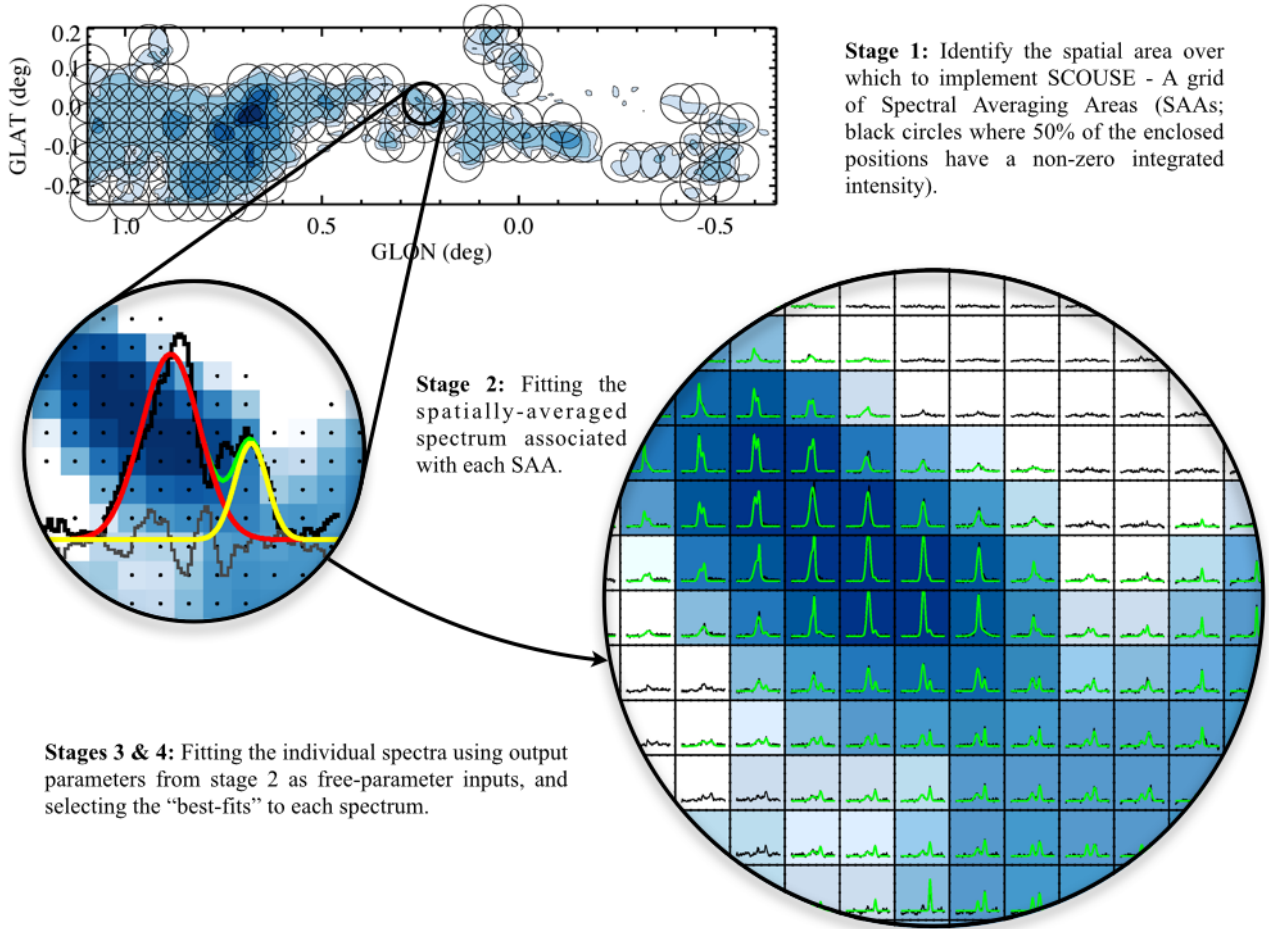 0.2
0.1
0.0
-0.1
-0.2
GLAT (deg)
1.0
0.5
0.0
-0.5
GLON (deg)
Stage 1: Identify the spatial area over
which to implement SCOUSE - A grid
of Spectral Averaging Areas (SAAs;
black circles where 50% of the enclosed
positions have a non-zero integrated
intensity).
Stage 2: Fitting the
spatially-averaged
spectrum associated
with each SAA.
Stages 3 & 4: Fitting the individual spectra using output
parameters from stage 2 as free-parameter inputs, and
selecting the “best-fits” to each spectrum.